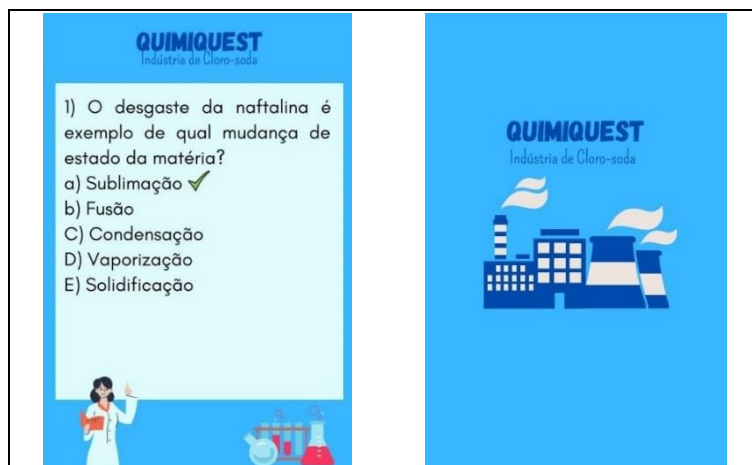 QUIMIQUEST
Indústria de Cloro-soda
1) O desgaste da naftalina é
exemplo de qual mudança de
estado da matéria?
a) Sublimação
b) Fusão
C) Condensação
D) Vaporização
E) Solidificação
QUIMIQUEST
Indústria de Cloro-soda